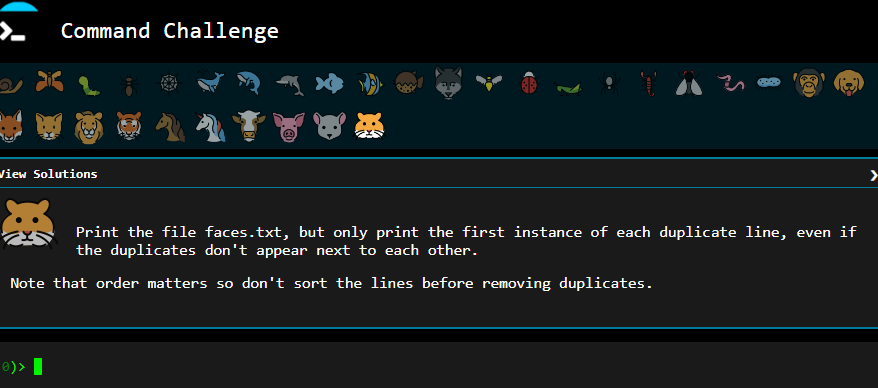 Command Challenge
View Solutions
Print the file faces.txt, but only print the first instance of each duplicate line, even if
the duplicates don't appear next to each other.
Note that order matters so don't sort the lines before removing duplicates.
0)>